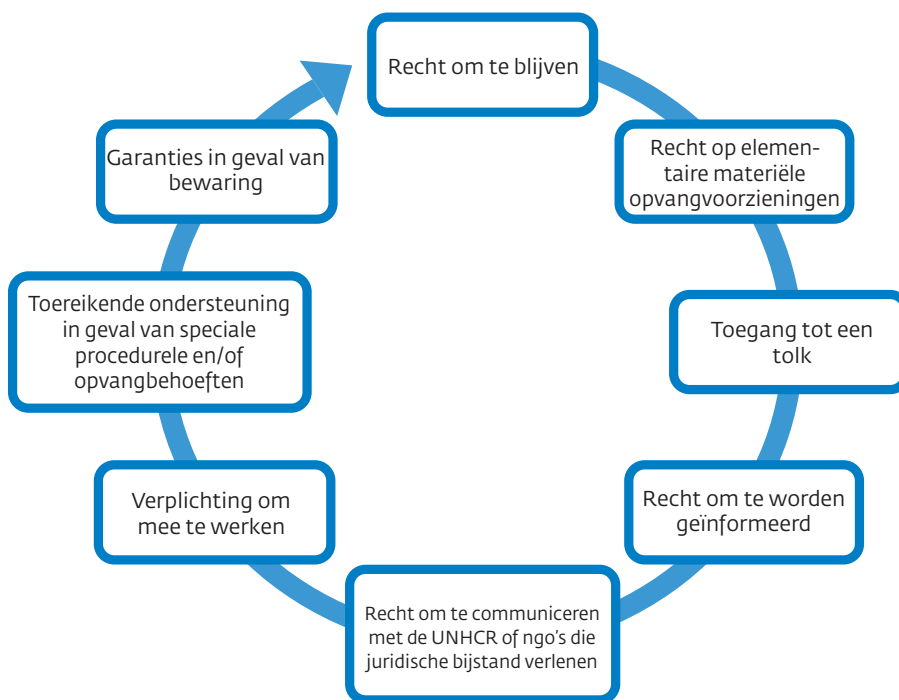 Recht om te blijven
Recht op elemen-
taire materiële
opvangvoorzieningen
Toegang tot een
tolk
Recht om te worden
geïnformeerd
Recht om te communiceren
met de UNHCR of ngo's die
juridische bijstand verlenen
Verplichting om
mee te werken
Toereikende ondersteuning
in geval van speciale
procedurele en/of
opvangbehoeften
Garanties in geval van
bewaring